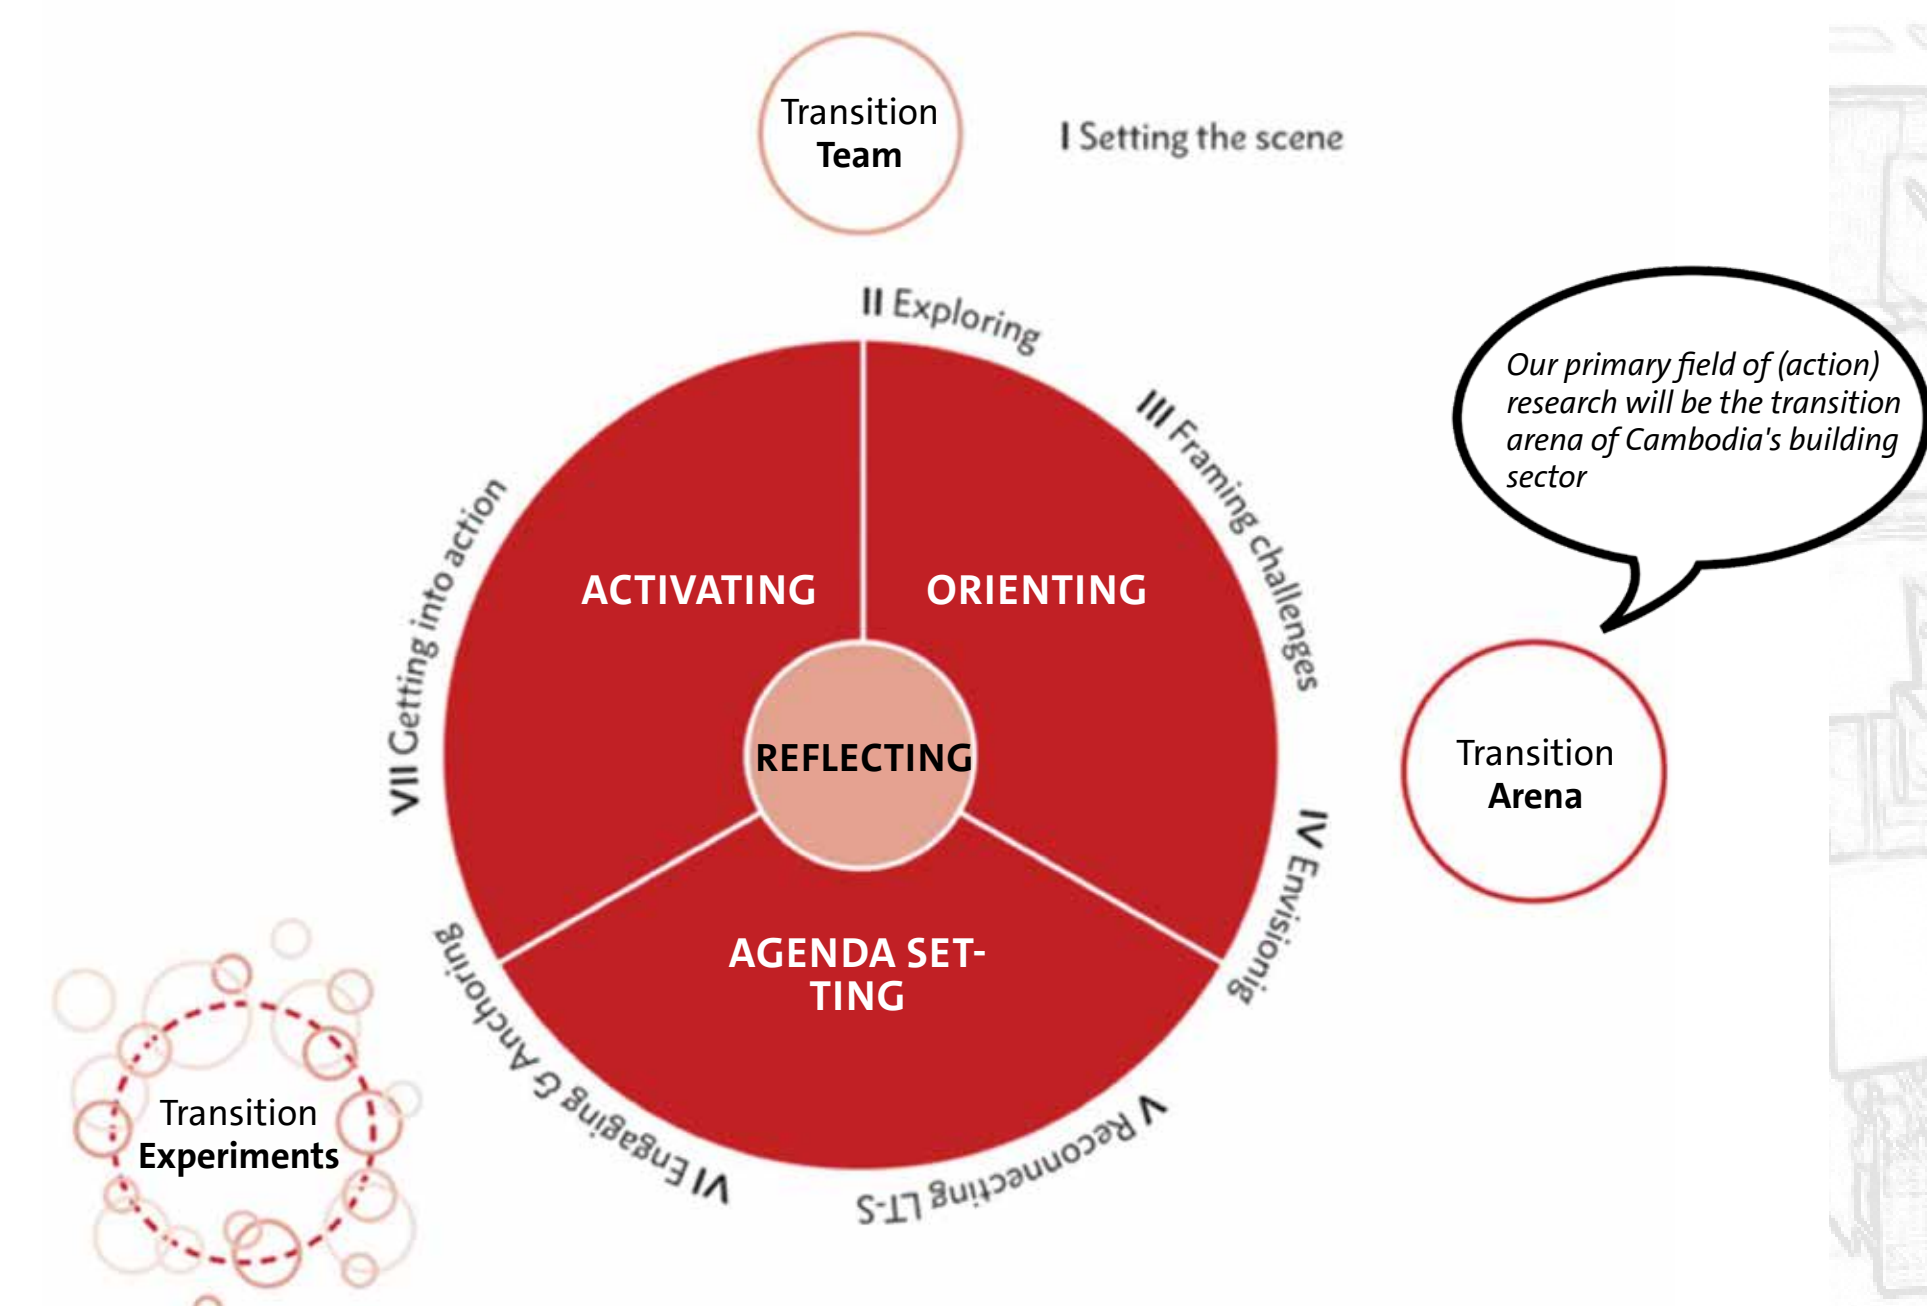 Transition
Team
I Setting the scene
II Exploring
III Framing challenges
Our primary field of (action)
research will be the transition
arena of Cambodia's building
sector
VII Getting into action
ACTIVATING
ORIENTING
REFLECTING
Transition
Arena
IV Envisionig
AGENDA SET-
TING
VI Engaging & Anchoring
V Reconnecting LT-S
Transition
Experiments